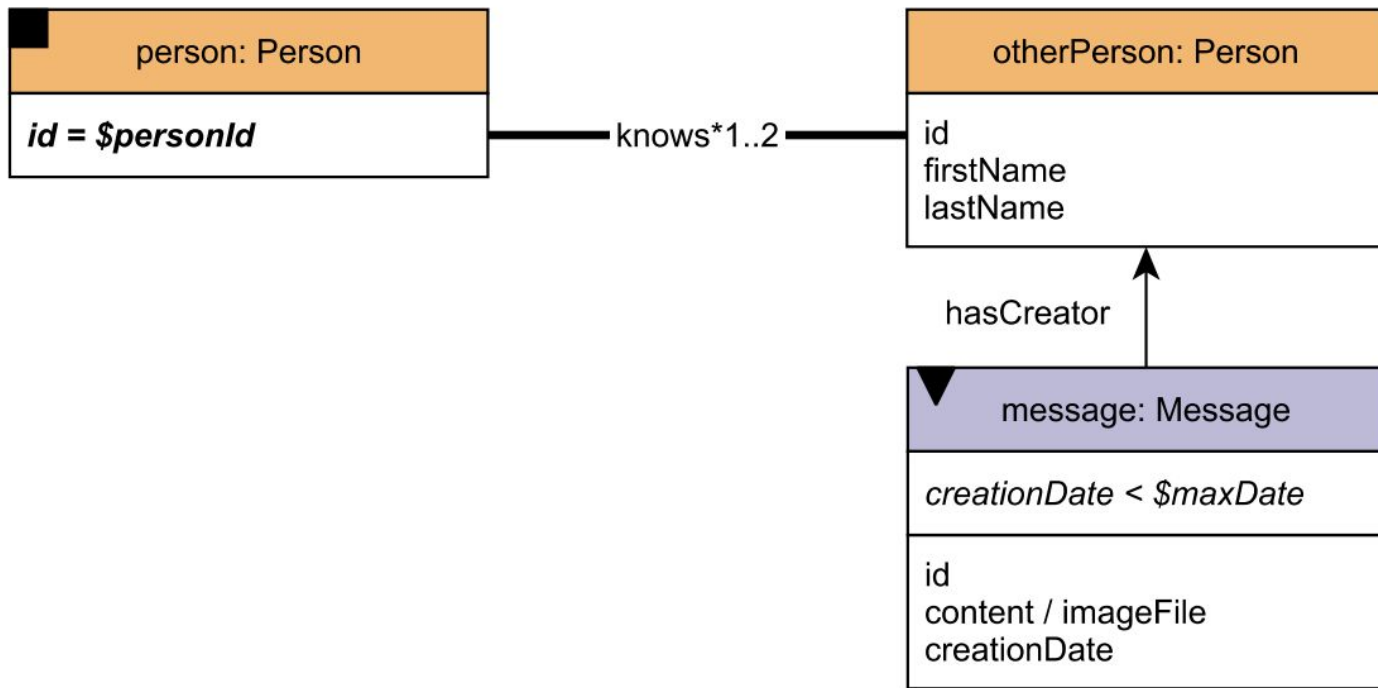 person: Person
id = $personId
knows*1..2
otherPerson: Person
id
firstName
lastName
hasCreator
message: Message
creationDate < $maxDate
id
content / imageFile
creationDate